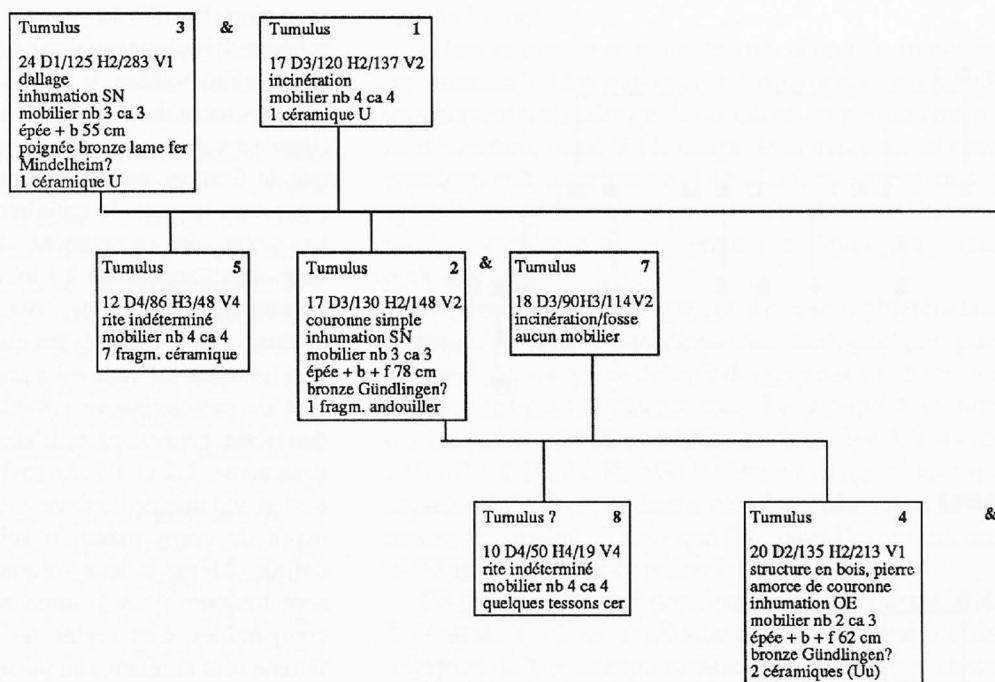 Tumulus 3
&
Tumulus 1
24 D1/125 H2/283 V1
dallage
inhumation SN
mobilier nb 3 ca 3
épée + b 55 cm
poignée bronze lame fer
Mindelheim?
1 céramique U
17 D3/120 H2/137 V2
incinération
mobilier nb 4 ca 4
1 céramique U
Tumulus 5
12 D4/86 H3/48 V4
rite indéterminé
mobilier nb 4 ca 4
7 fragm. céramique
Tumulus 2
17 D3/130 H2/148 V2
couronne simple
inhumation SN
mobilier nb 3 ca 3
épée + b + f 78 cm
bronze Gündlingen?
1 fragm. andouiller
&
Tumulus 7
18 D3/90H3/114V2
incinération/fosse
aucun mobilier
Tumulus ? 8
10 D4/50 H4/19 V4
rite indéterminé
mobilier nb 4 ca 4
quelques tessons cer
Tumulus 4
20 D2/135 H2/213 V1
structure en bois, pierre
amorce de couronne
inhumation OE
mobilier nb 2 ca 3
épée + b + f 62 cm
bronze Gündlingen?
2 céramiques (Uu)
&